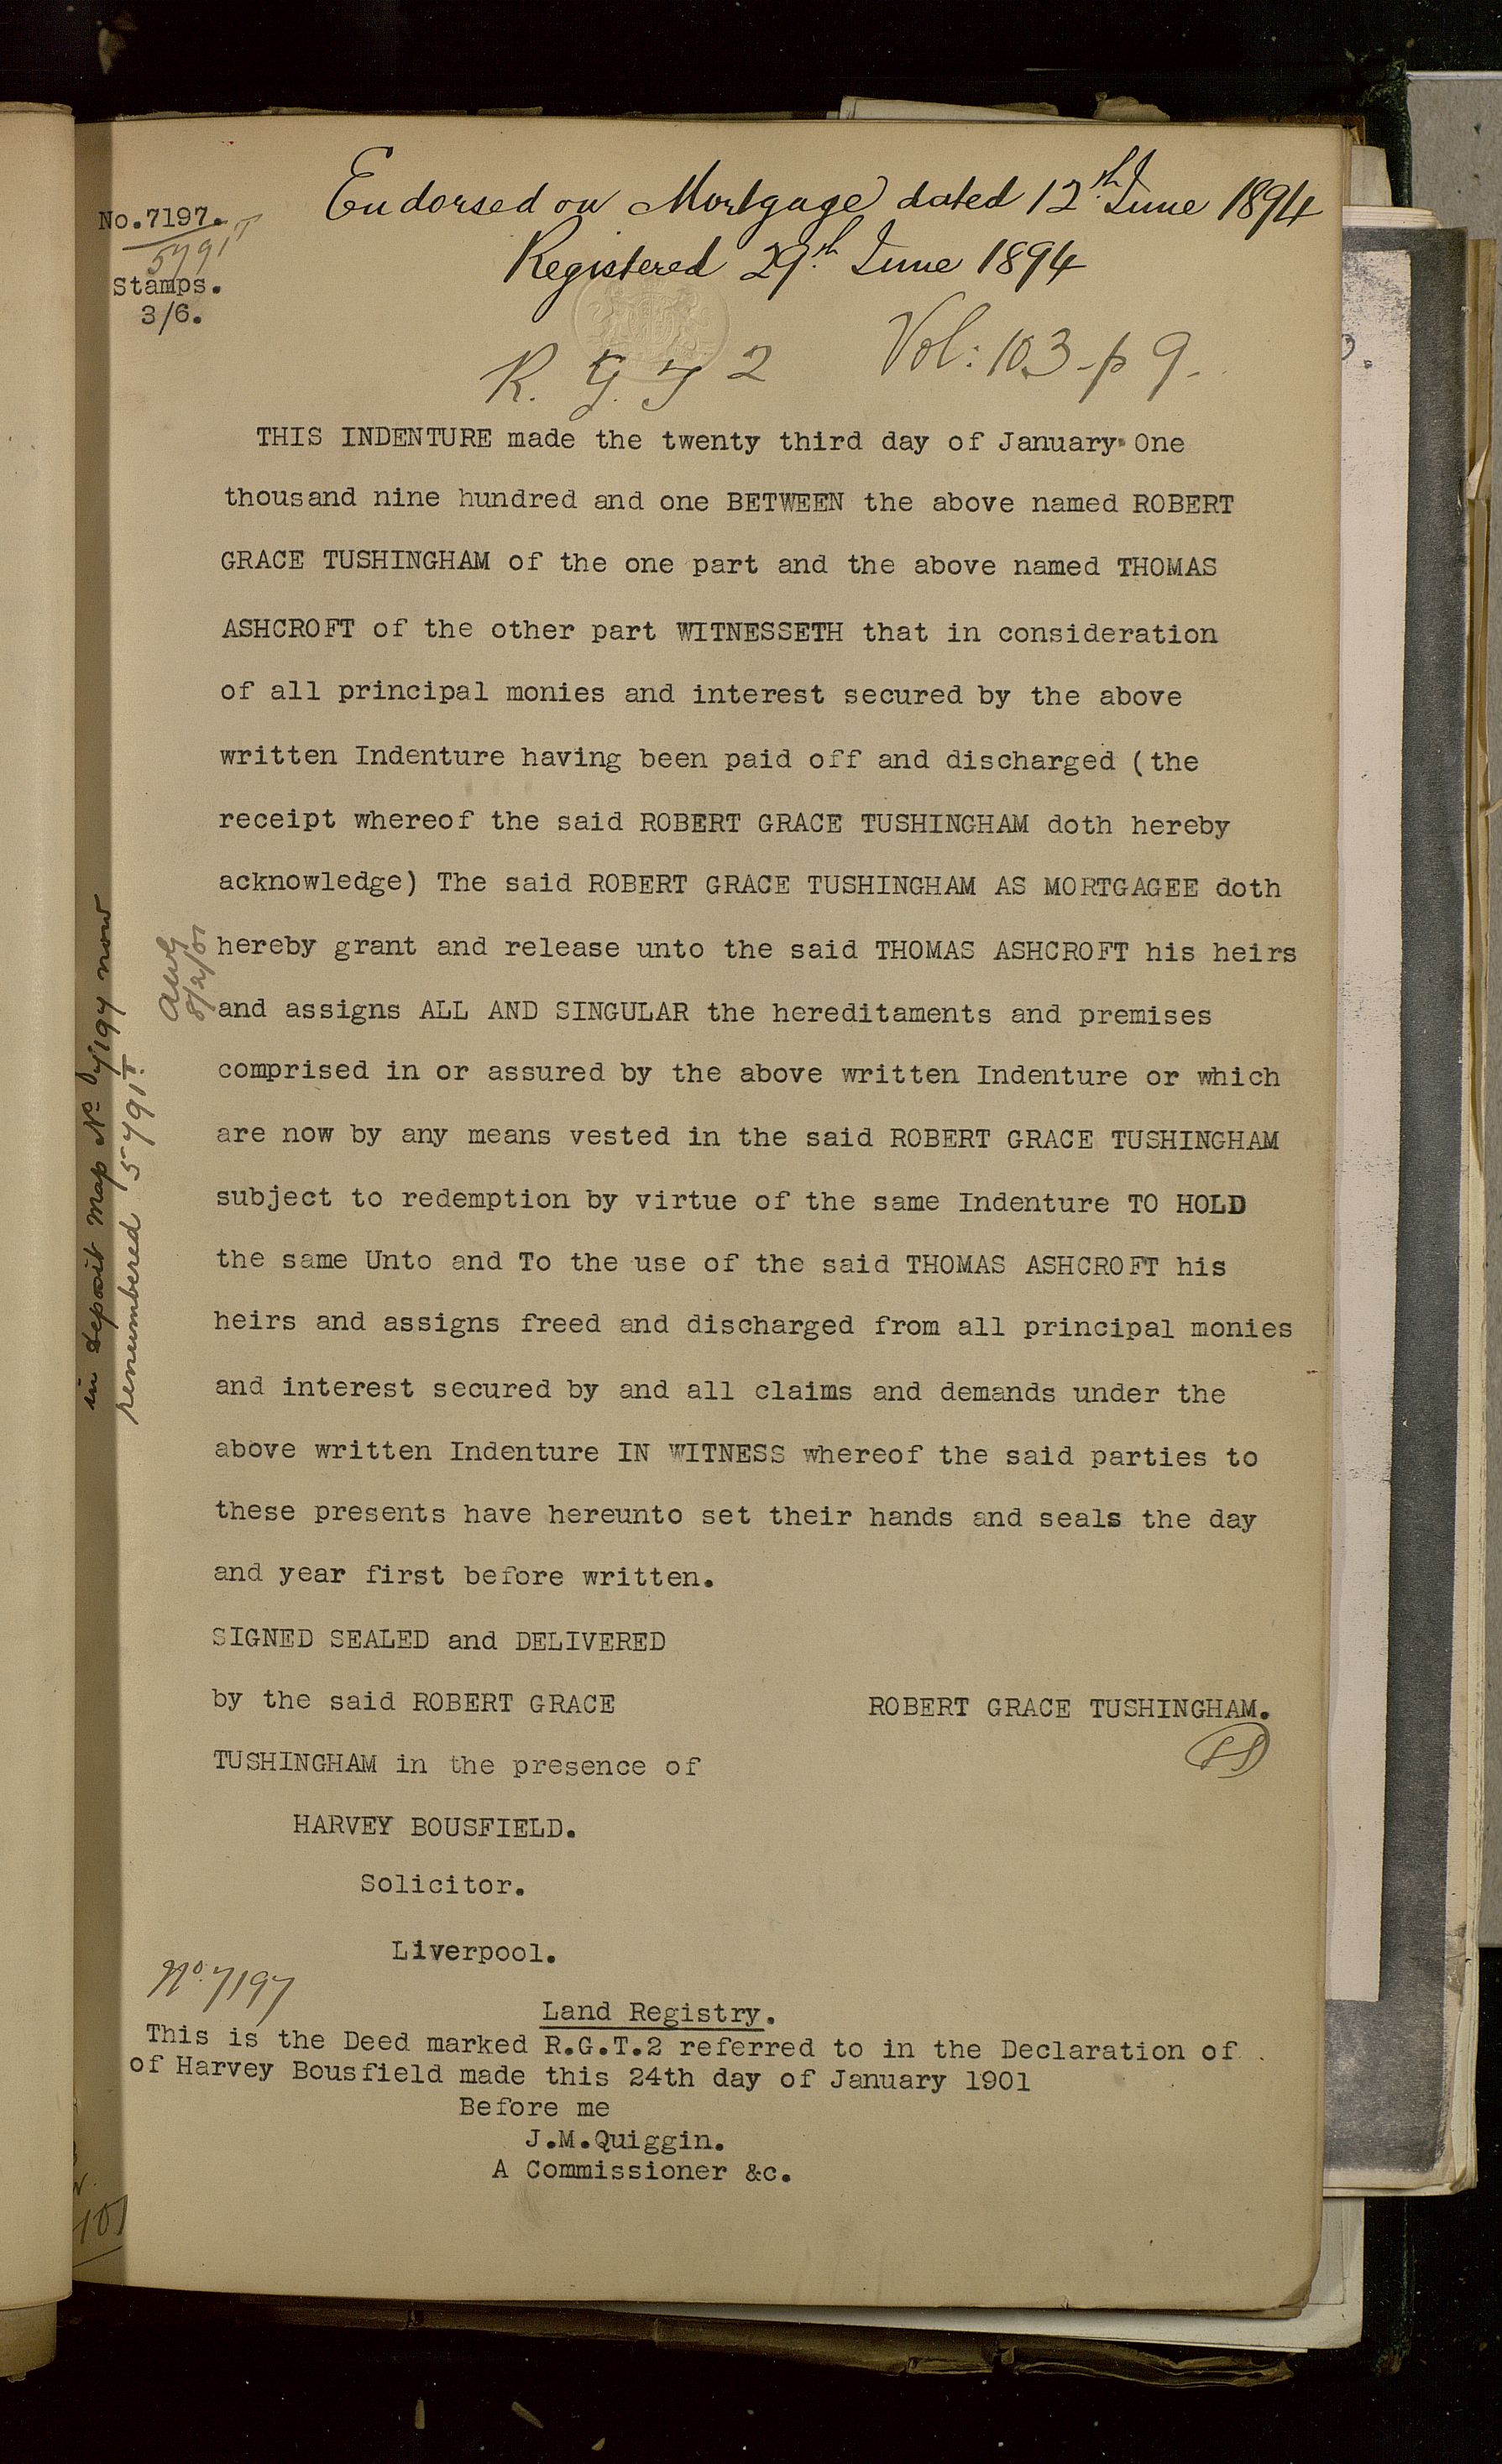 Endorsed on Mortgage dated 12th June 1894
Registered 29th June 1894
No.7197.
5791T
Stamps.
3/6.
R. G. T 2 Vol: 103 - p 9 -
THIS INDENTURE made the twenty third day of January One
thousand nine hundred and one BETWEEN the above named ROBERT
GRACE TUSHINGHAM of the one part and the above named THOMAS
ASHCROFT of the other part WITNESSETH that in consideration
of all principal monies and interest secured by the above
written Indenture having been paid off and discharged (the
receipt whereof the said ROBERT GRACE TUSHINGHAM doth hereby
acknowledge) The said ROBERT GRACE TUSHINGHAM AS MORTGAGEE doth
hereby grant and release unto the said THOMAS ASHCROFT his heirs
and assigns ALL AND SINGULAR the hereditaments and premises
comprised in or assured by the above written Indenture or which
are now by any means vested in the said ROBERT GRACE TUSHINGHAM
subject to redemption by virtue of the same Indenture TO HOLD
the same Unto and To the use of the said THOMAS ASHCROFT his
heirs and assigns freed and discharged from all principal monies
and interest secured by and all claims and demands under the
above written Indenture IN WITNESS whereof the said parties to
these presents have hereunto set their hands and seals the day
and year first before written.
SIGNED SEALED and DELIVERED
by the said ROBERT GRACE ROBERT GRACE TUSHINGHAM.
TUSHINGHAM in the presence of
HARVEY BOUSFIELD.
Solicitor.
Liverpool.
in deposit Map No 7197 now
renumbered 5791T.
8/2/01
No. 7197
Land Registry.
This is the Deed marked R.G.T.2 referred to in the Declaration of
of Harvey Bousfield made this 24th day of January 1901
Before me
J.M.Quiggin.
A Commissioner &c.